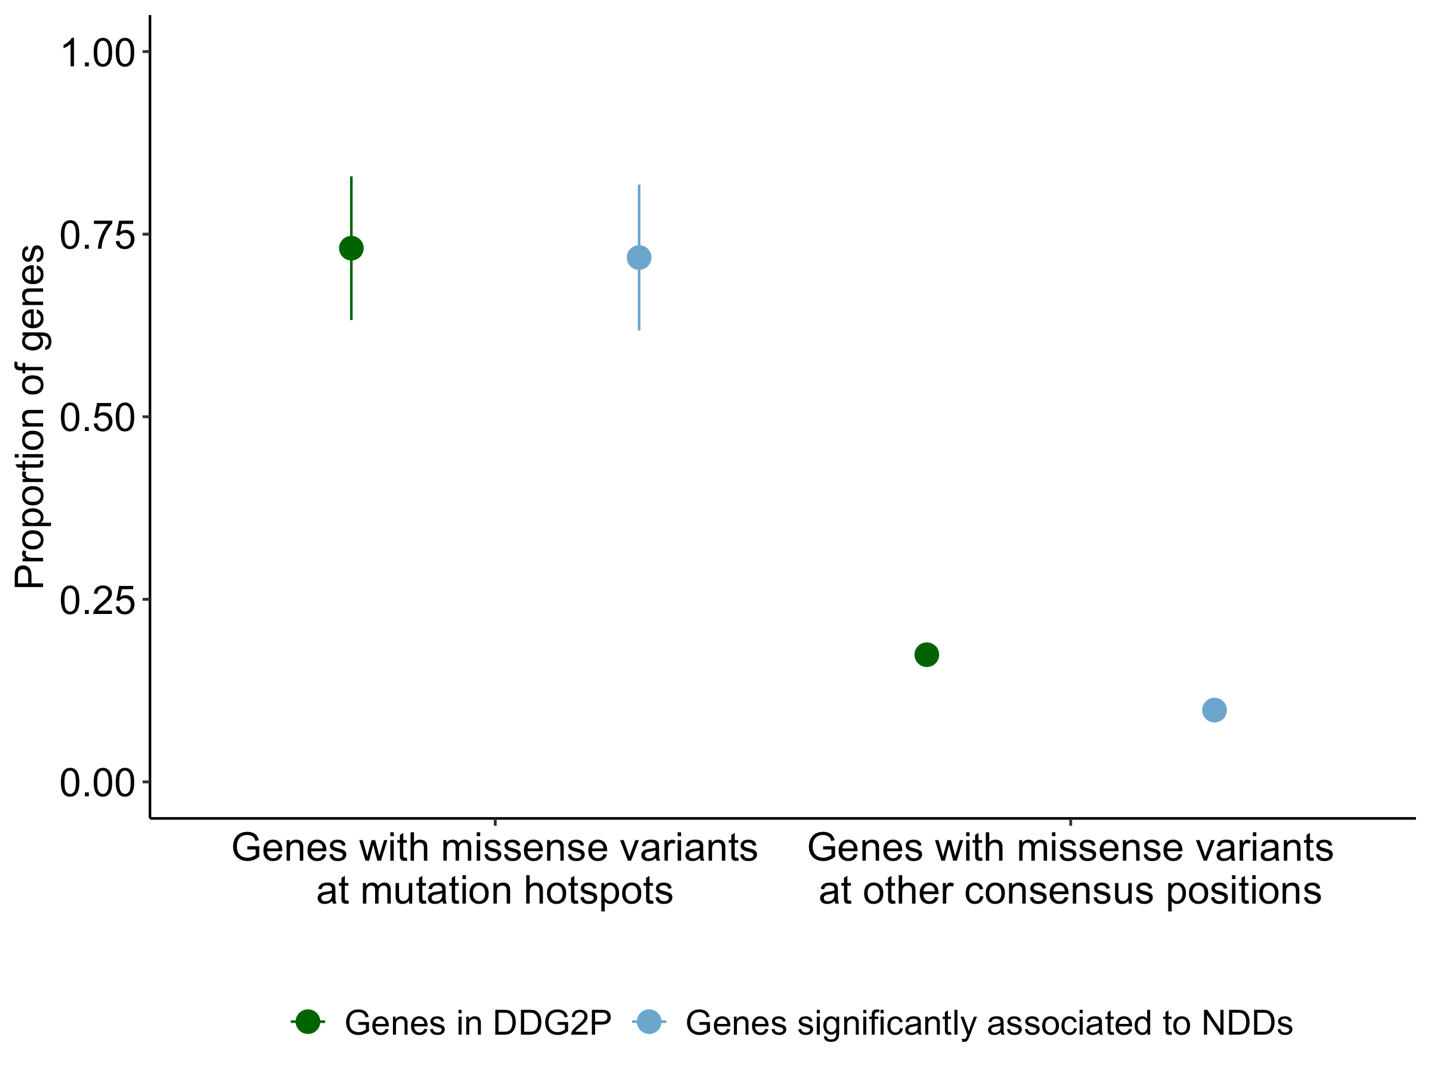 Proportion of genes
1.00
0.75
0.50
0.25
0.00
Genes with missense variants
at mutation hotspots
Genes with missense variants
at other consensus positions
Genes in DDG2P
Genes significantly associated to NDDs